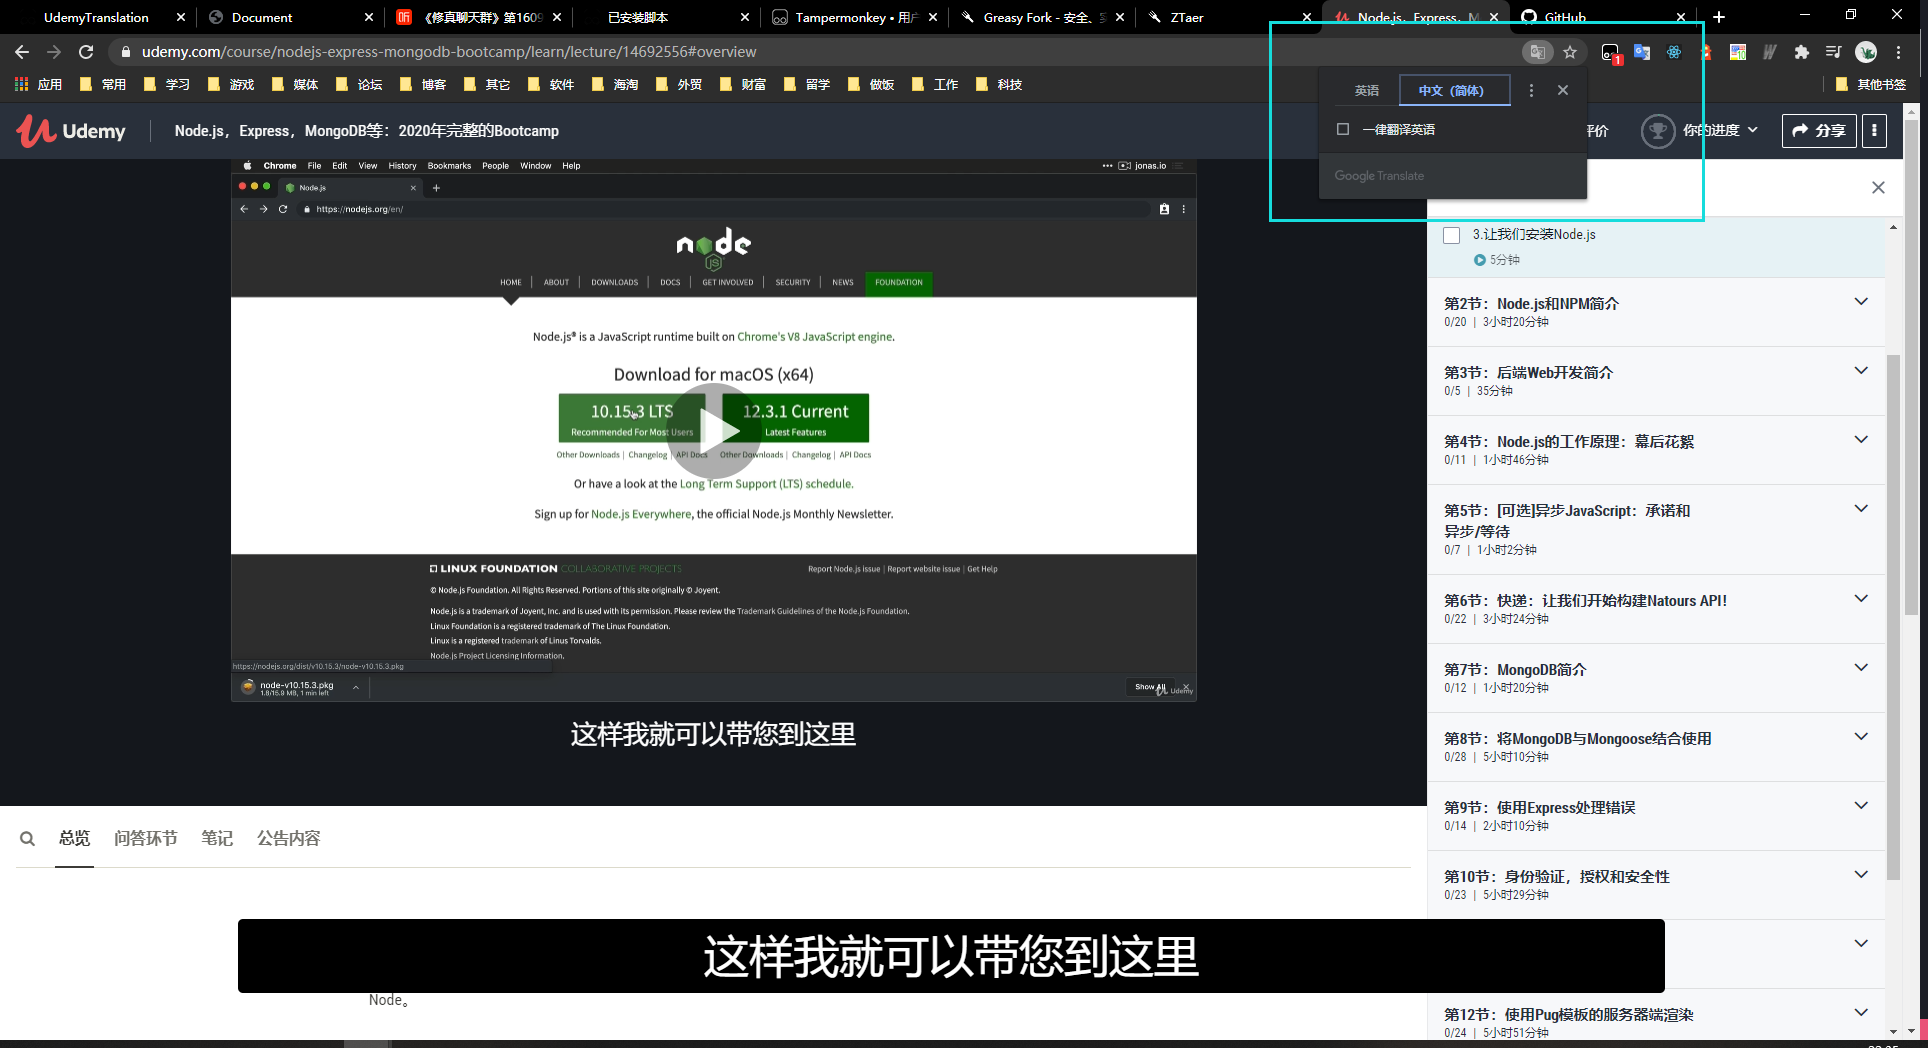 UdemyTranslation
Document
听 《修真聊天群》第1609
已安装脚本
Tampermonkey • 用户
Greasy Fork - 安全、实
ZTaer
Node.js，Express，M
GitHub
udemy.com/course/nodejs-express-mongodb-bootcamp/learn/lecture/14692556#overview
1
应用 常用 学习 游戏 媒体 论坛 博客 其它 软件 海淘 外贸 财富 留学 做饭 工作 科技 其他书签
英语 中文（简体）
一律翻译英语
Google Translate
Udemy
Node.js，Express，MongoDB等：2020年完整的Bootcamp
评价
你的进度
分享
Chrome File Edit View History Bookmarks People Window Help
jonas.io
Node.js
https://nodejs.org/en/
node
JS
HOME ABOUT DOWNLOADS DOCS GET INVOLVED SECURITY NEWS FOUNDATION
Node.js® is a JavaScript runtime built on Chrome's V8 JavaScript engine.
Download for macOS (x64)
10.15.3 LTS
Recommended For Most Users
12.3.1 Current
Latest Features
Other Downloads | Changelog | API Docs
Other Downloads | Changelog | API Docs
Or have a look at the Long Term Support (LTS) schedule.
Sign up for Node.js Everywhere, the official Node.js Monthly Newsletter.
LINUX FOUNDATION COLLABORATIVE PROJECTS
Report Node.js issue | Report website issue | Get Help
© Node.js Foundation. All Rights Reserved. Portions of this site originally © Joyent.
Node.js is a trademark of Joyent, Inc. and is used with its permission. Please review the Trademark Guidelines of the Node.js Foundation.
Linux Foundation is a registered trademark of The Linux Foundation.
Linux is a registered trademark of Linus Torvalds.
Node.js Project Licensing Information.
https://nodejs.org/dist/v10.15.3/node-v10.15.3.pkg
node-v10.15.3.pkg
1.8/15.9 MB, 1 min left
Show All
Udemy
这样我就可以带您到这里
3.让我们安装Node.js
5分钟
第2节：Node.js和NPM简介
0/20 | 3小时20分钟
第3节：后端Web开发简介
0/5 | 35分钟
第4节：Node.js的工作原理：幕后花絮
0/11 | 1小时46分钟
第5节：[可选]异步JavaScript：承诺和
异步/等待
0/7 | 1小时2分钟
第6节：快递：让我们开始构建Natours API！
0/22 | 3小时24分钟
第7节：MongoDB简介
0/12 | 1小时20分钟
第8节：将MongoDB与Mongoose结合使用
0/28 | 5小时10分钟
第9节：使用Express处理错误
0/14 | 2小时10分钟
第10节：身份验证，授权和安全性
0/23 | 5小时29分钟
第12节：使用Pug模板的服务器端渲染
0/24 | 5小时51分钟
总览 问答环节 笔记 公告内容
这样我就可以带您到这里
Node。